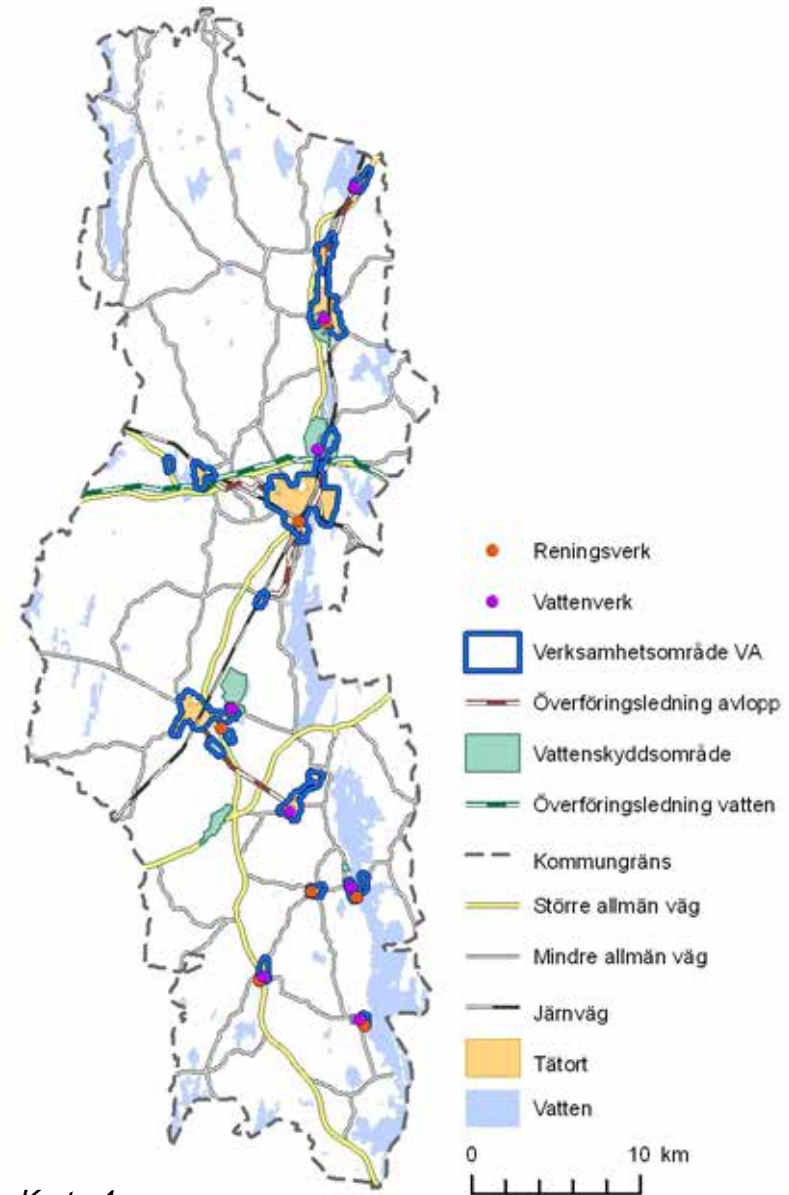 Reningsverk
Vattenverk
Verksamhetsområde VA
Överföringsledning avlopp
Vattenskyddsområde
Överföringsledning vatten
Kommungräns
Större allmän väg
Mindre allmän väg
Järnväg
Tätort
Vatten
0 10 km